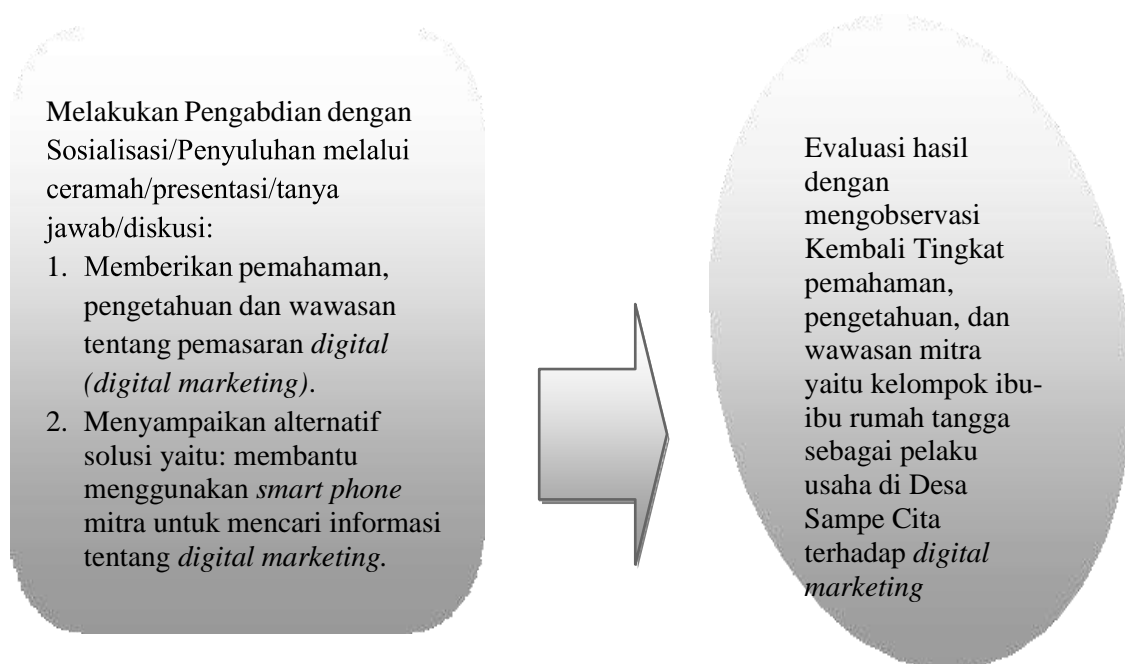 Melakukan Pengabdian dengan
Sosialisasi/Penyuluhan melalui
ceramah/presentasi/tanya
jawab/diskusi:
1. Memberikan pemahaman,
pengetahuan dan wawasan
tentang pemasaran digital
(digital marketing).
2. Menyampaikan alternatif
solusi yaitu: membantu
menggunakan smart phone
mitra untuk mencari informasi
tentang digital marketing.
Evaluasi hasil
dengan
mengobservasi
Kembali Tingkat
pemahaman,
pengetahuan, dan
wawasan mitra
yaitu kelompok ibu-
ibu rumah tangga
sebagai pelaku
usaha di Desa
Sampe Cita
terhadap digital
marketing